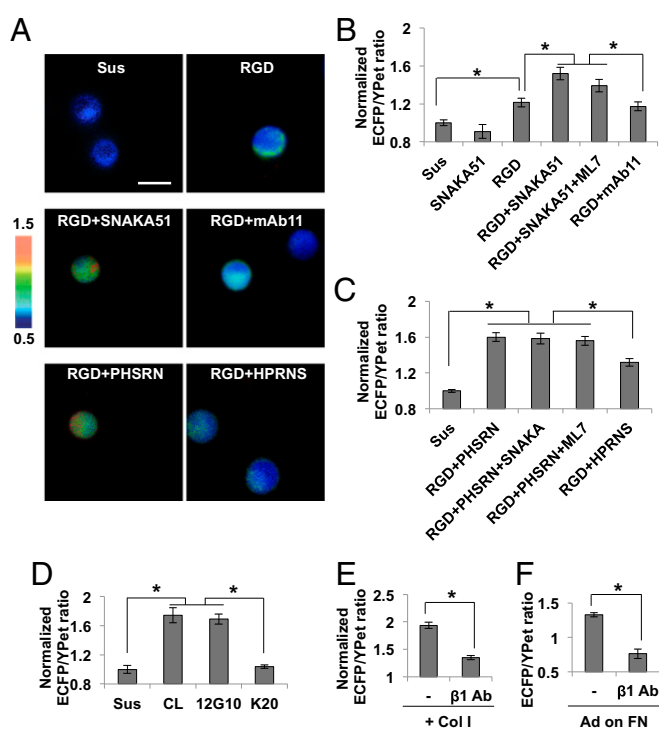 A
Sus
RGD
RGD+SNAKA51
RGD+mAb11
1.5
0.5
RGD+PHSRN
RGD+HPRNS
B
Normalized
ECFP/YPet ratio
2
1.6
1.2
0.8
*
*
*
Sus
SNAKA51
RGD
RGD+SNAKA51
RGD+SNAKA51+ML7
RGD+mAb11
C
Normalized
ECFP/YPet ratio
2
1.6
1.2
0.8
*
*
Sus
RGD+PHSRN
RGD+PHSRN+SNAKA
RGD+PHSRN+ML7
RGD+HPRNS
D
Normalized
ECFP/YPet ratio
2
1.6
1.2
0.8
*
*
Sus CL 12G10 K20
E
Normalized
ECFP/YPet ratio
2.5
2
1.5
1
*
- β1 Ab
+ Col I
F
ECFP/YPet ratio
1.5
1
0.5
*
- β1 Ab
Ad on FN